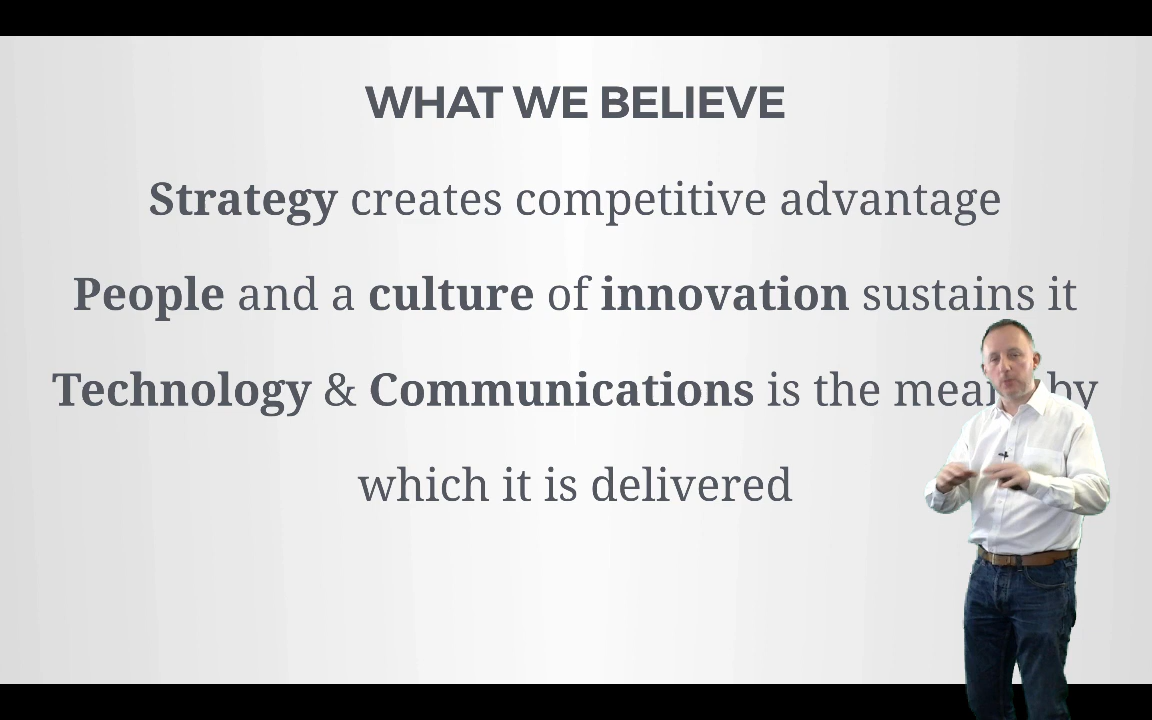 WHAT WE BELIEVE
Strategy creates competitive advantage
People and a culture of innovation sustains it
Technology & Communications is the means by
which it is delivered